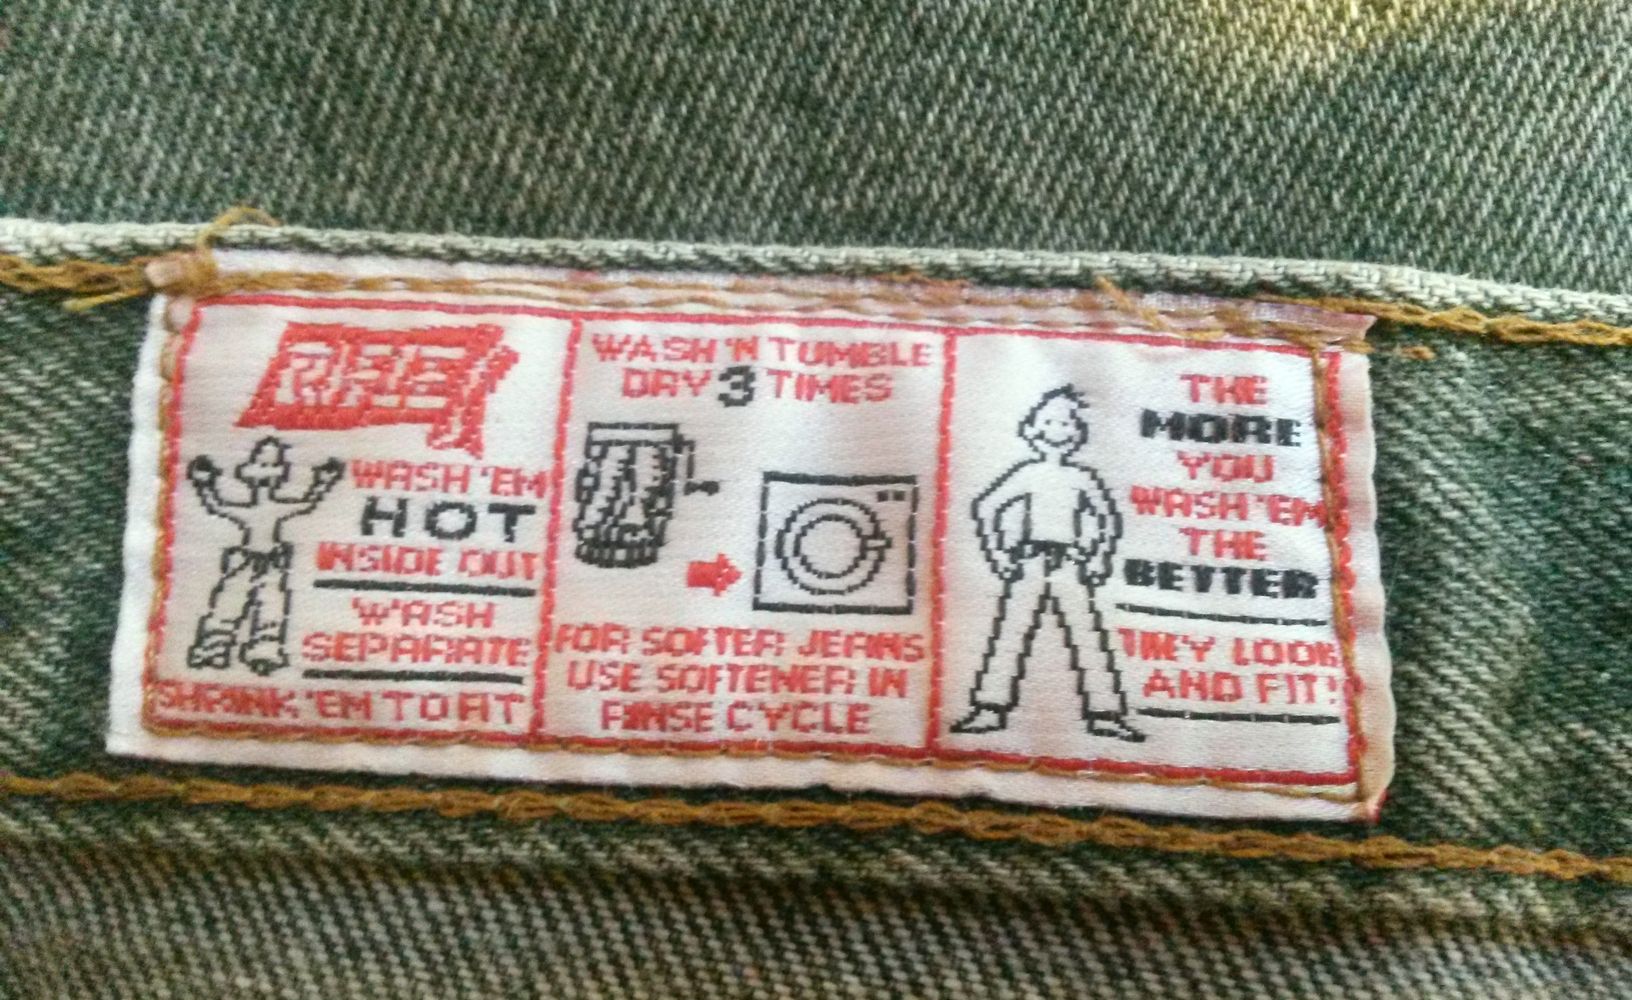 WASH 'EM
HOT
INSIDE OUT
WASH
SEPARATE
SHRINK 'EM TO FIT
WASH 'N TUMBLE
DRY 3 TIMES
FOR SOFTER JEANS
USE SOFTENER IN
RINSE CYCLE
THE
MORE
YOU
WASH 'EM
THE
BETTER
THEY LOOK
AND FIT!